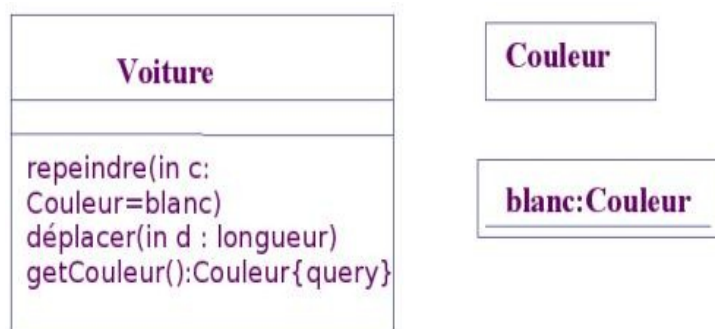 Voiture
repeindre(in c:
Couleur=blanc)
déplacer(in d : longueur)
getCouleur():Couleur{query}
Couleur
blanc:Couleur